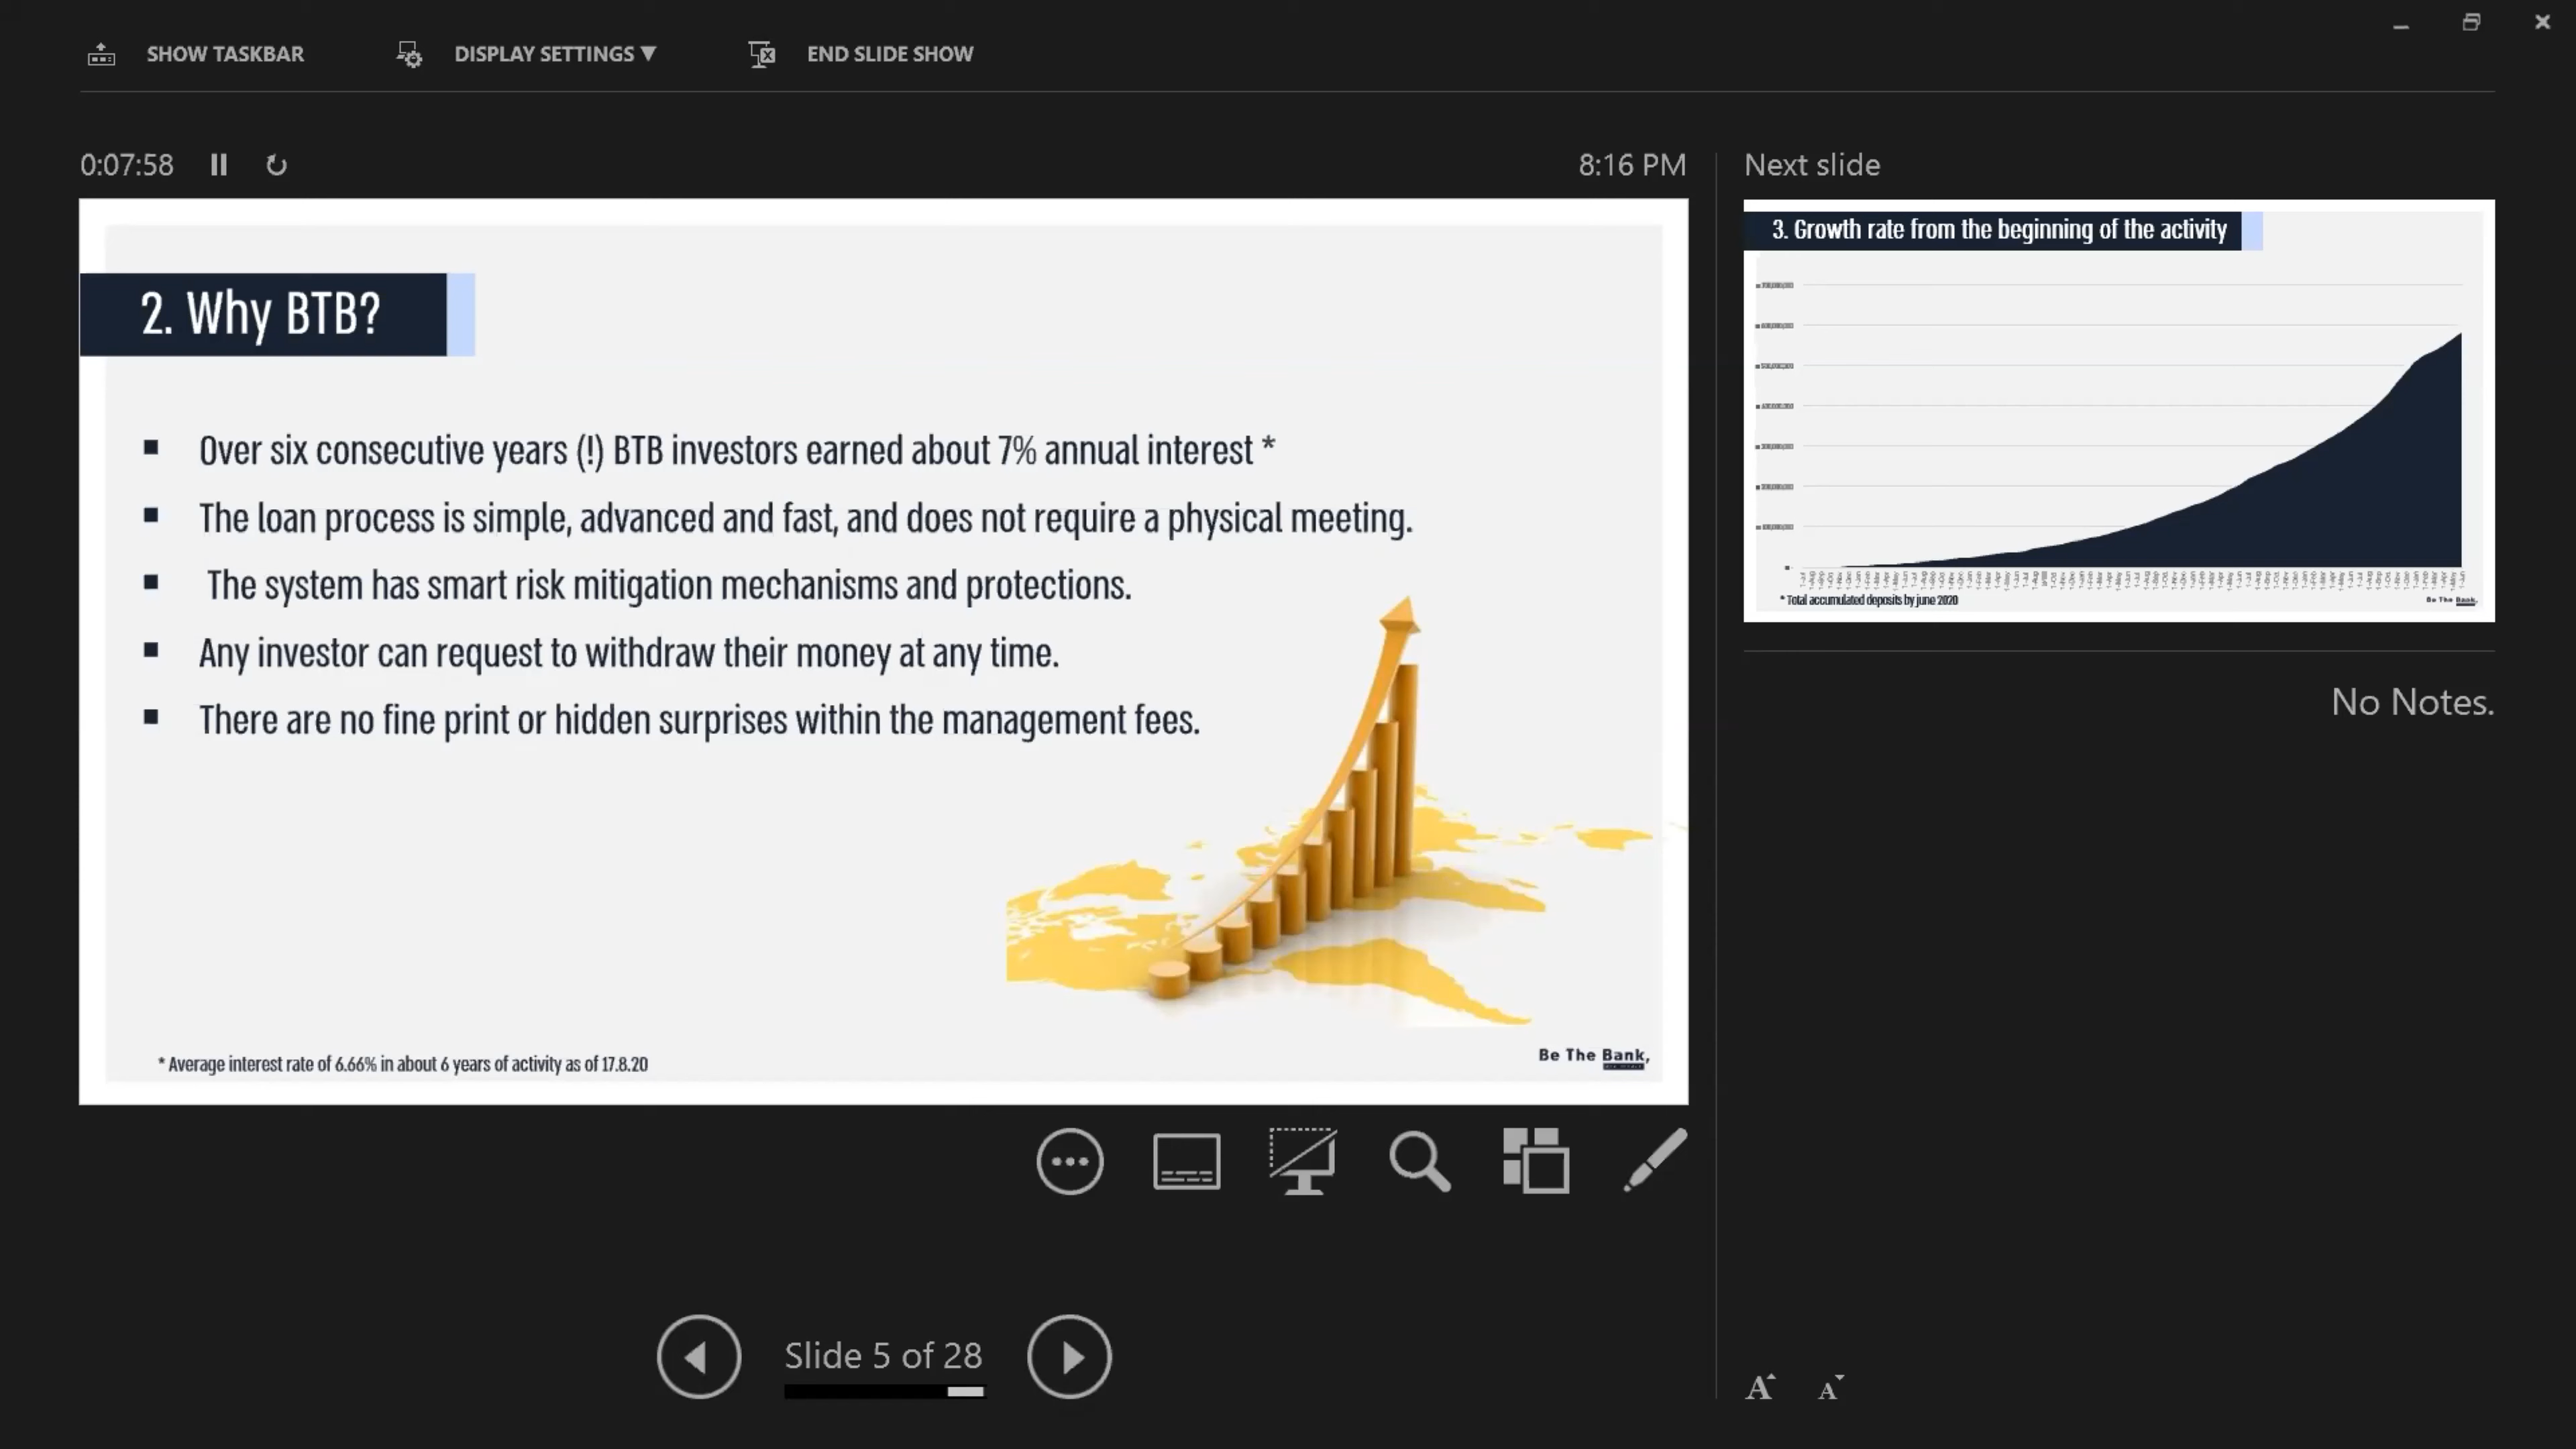 SHOW TASKBAR
DISPLAY SETTINGS ▼
END SLIDE SHOW
0:07:58
8:16 PM
2. Why BTB?
▪ Over six consecutive years (!) BTB investors earned about 7% annual interest *
▪ The loan process is simple, advanced and fast, and does not require a physical meeting.
▪ The system has smart risk mitigation mechanisms and protections.
▪ Any investor can request to withdraw their money at any time.
▪ There are no fine print or hidden surprises within the management fees.
* Average interest rate of 6.66% in about 6 years of activity as of 17.8.20
Be The Bank,
Slide 5 of 28
Next slide
3. Growth rate from the beginning of the activity
* Total accumulated deposits by june 2020
Be The Bank,
No Notes.
A
A